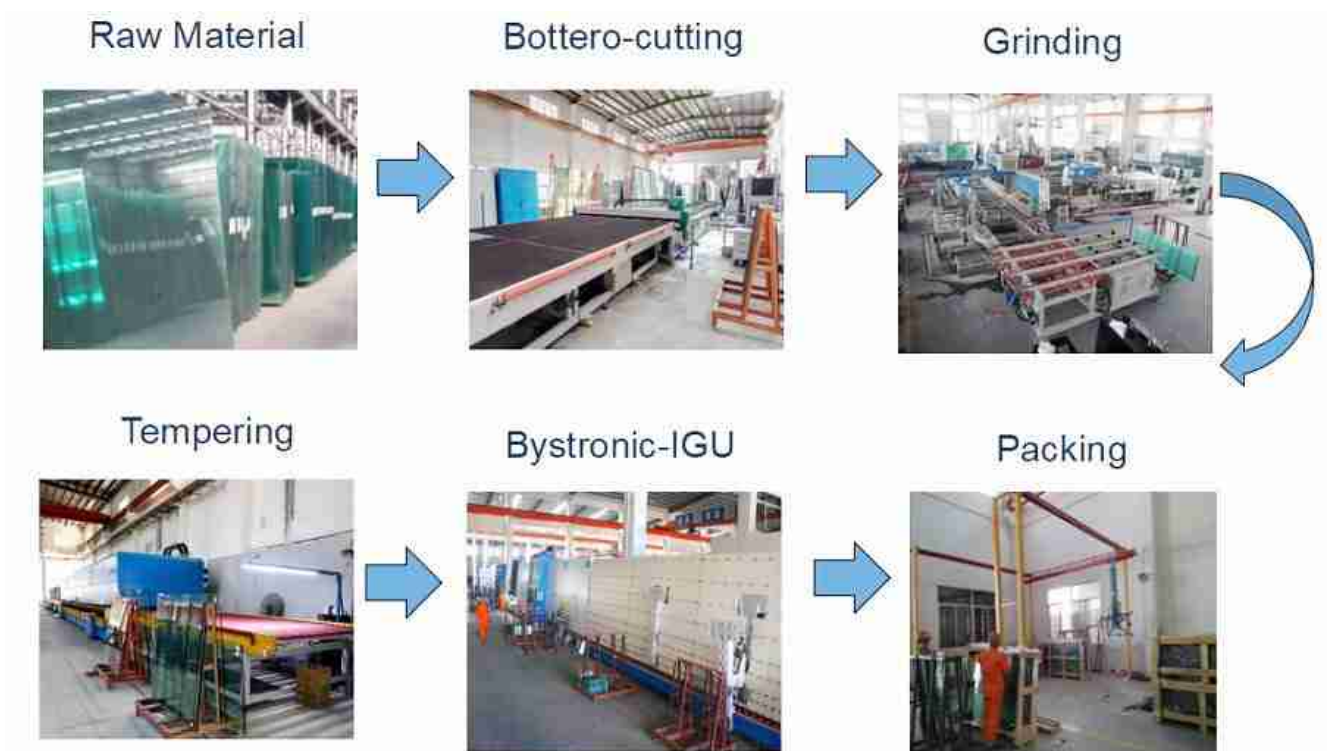 Raw Material
Bottero-cutting
Grinding
Tempering
Bystronic-IGU
Packing